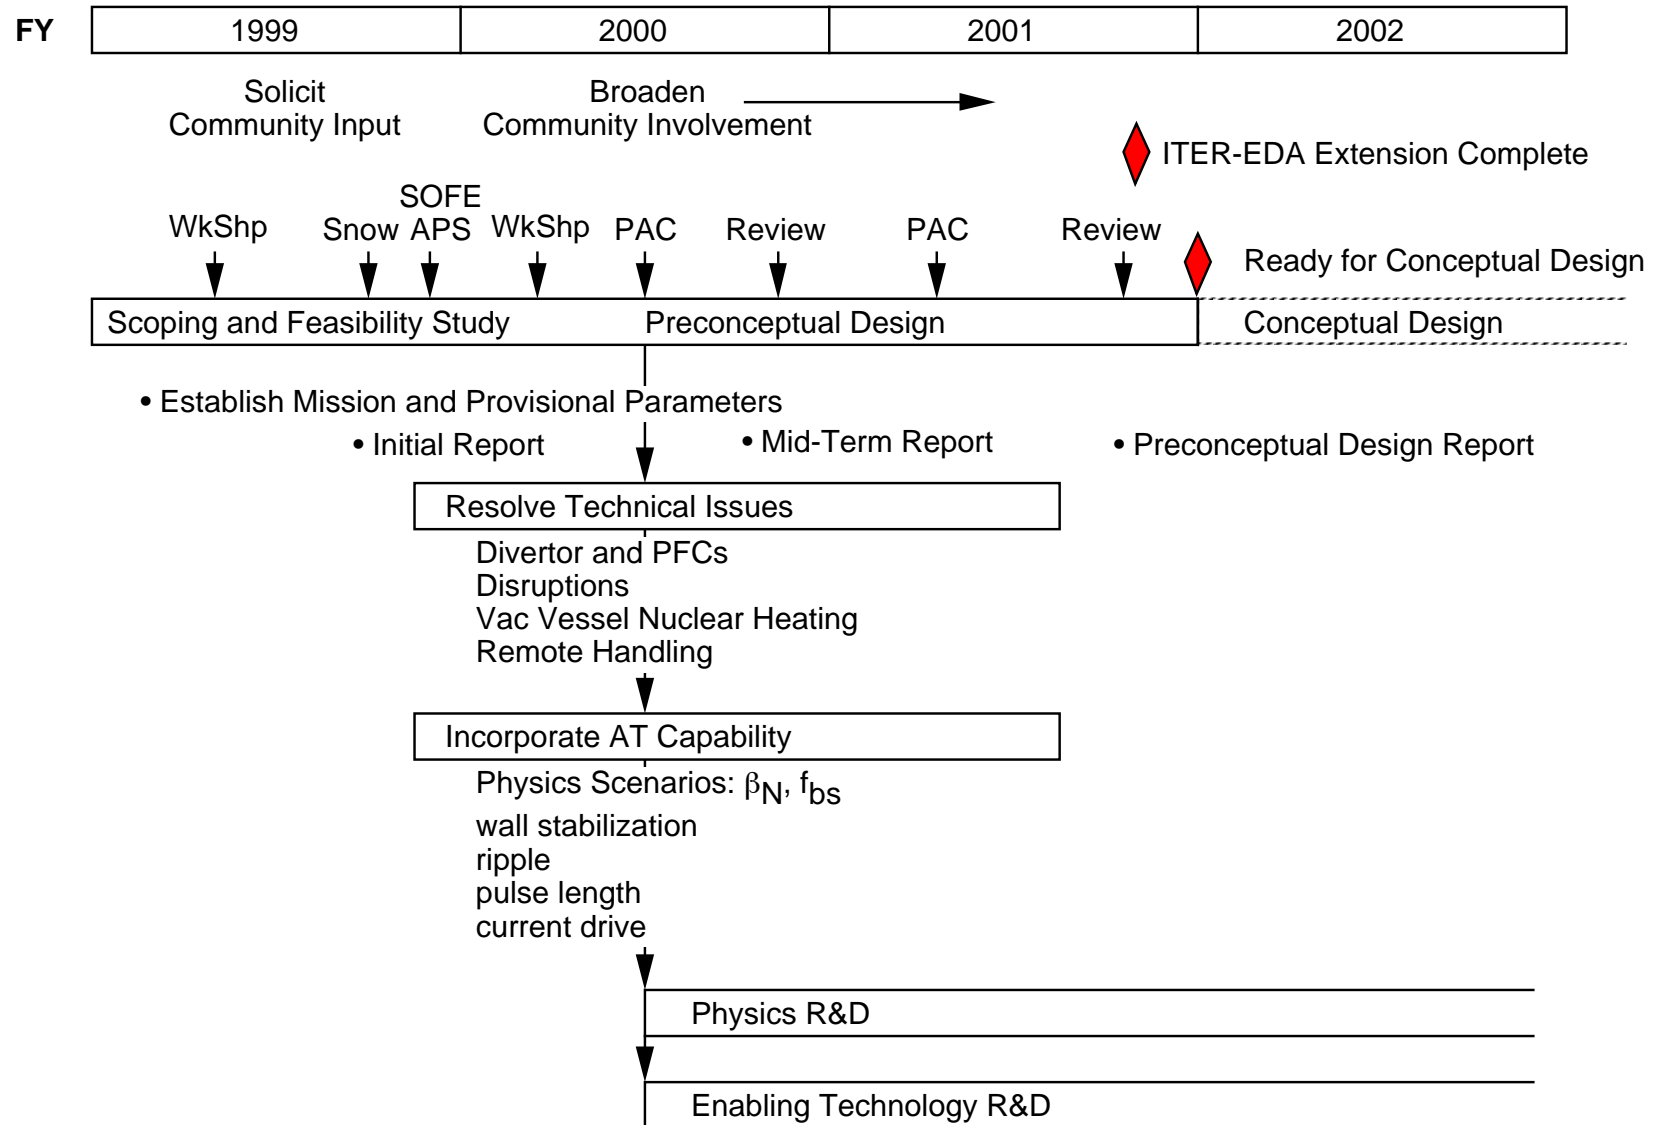 FY 1999 2000 2001 2002
Solicit
Community Input
Broaden
Community Involvement
ITER-EDA Extension Complete
SOFE
WkShp Snow APS WkShp PAC Review PAC Review
Ready for Conceptual Design
Scoping and Feasibility Study Preconceptual Design Conceptual Design
• Establish Mission and Provisional Parameters
• Initial Report • Mid-Term Report • Preconceptual Design Report
Resolve Technical Issues
Divertor and PFCs
Disruptions
Vac Vessel Nuclear Heating
Remote Handling
Incorporate AT Capability
Physics Scenarios: βN, fbs
wall stabilization
ripple
pulse length
current drive
Physics R&D
Enabling Technology R&D